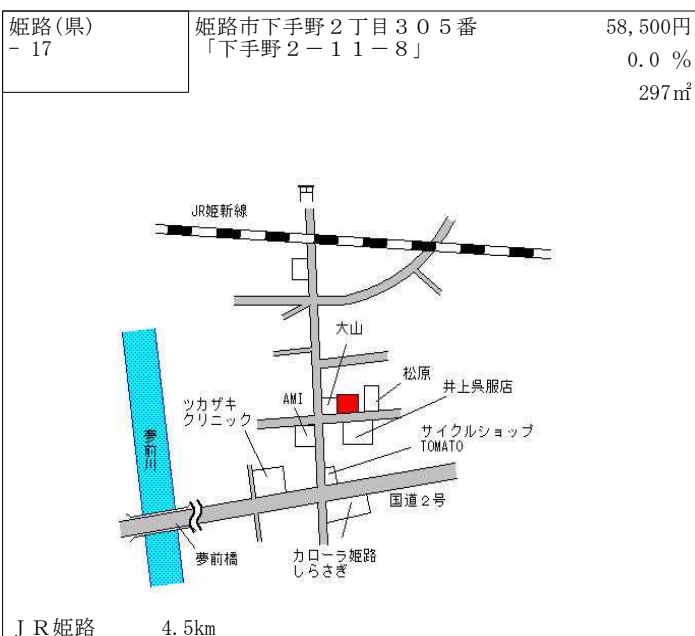 姫路(県)
- 17
姫路市下手野２丁目３０５番
「下手野２－１１－８」
58,500円
0.0 %
297㎡
JR姫新線
大山
松原
井上呉服店
AMI
ツカザキ
クリニック
サイクルショップ
TOMATO
夢前川
国道２号
夢前橋
カローラ姫路
しらさぎ
ＪＲ姫路 4.5km